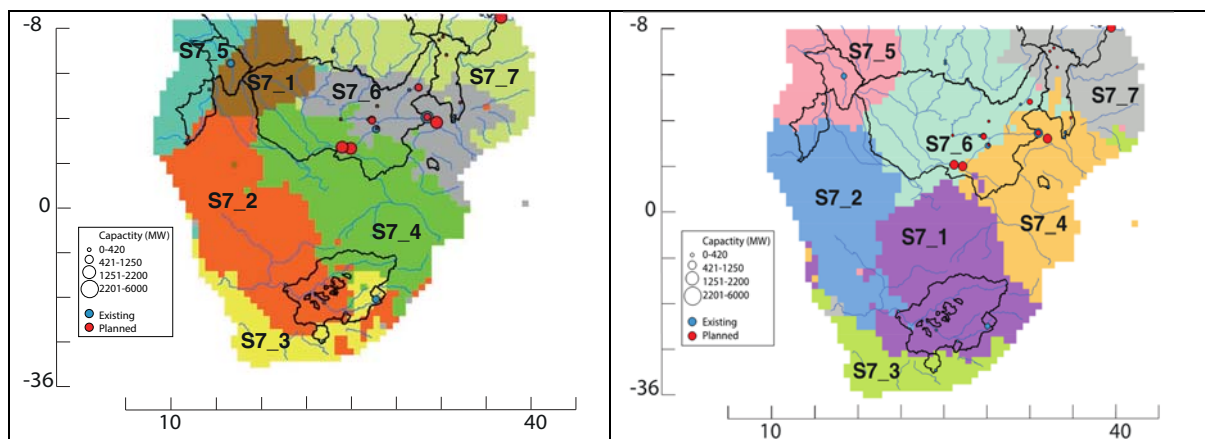 -8
S7_5
S7_1
S7_6
S7_7
S7_2
0
S7_4
Capactity (MW)
0-420
421-1250
1251-2200
2201-6000
Existing
Planned
S7_3
-36
10
40
-8
S7_5
S7_7
S7_6
S7_2
0
S7_4
S7_1
Capactity (MW)
0-420
421-1250
1251-2200
2201-6000
Existing
Planned
S7_3
-36
10
40